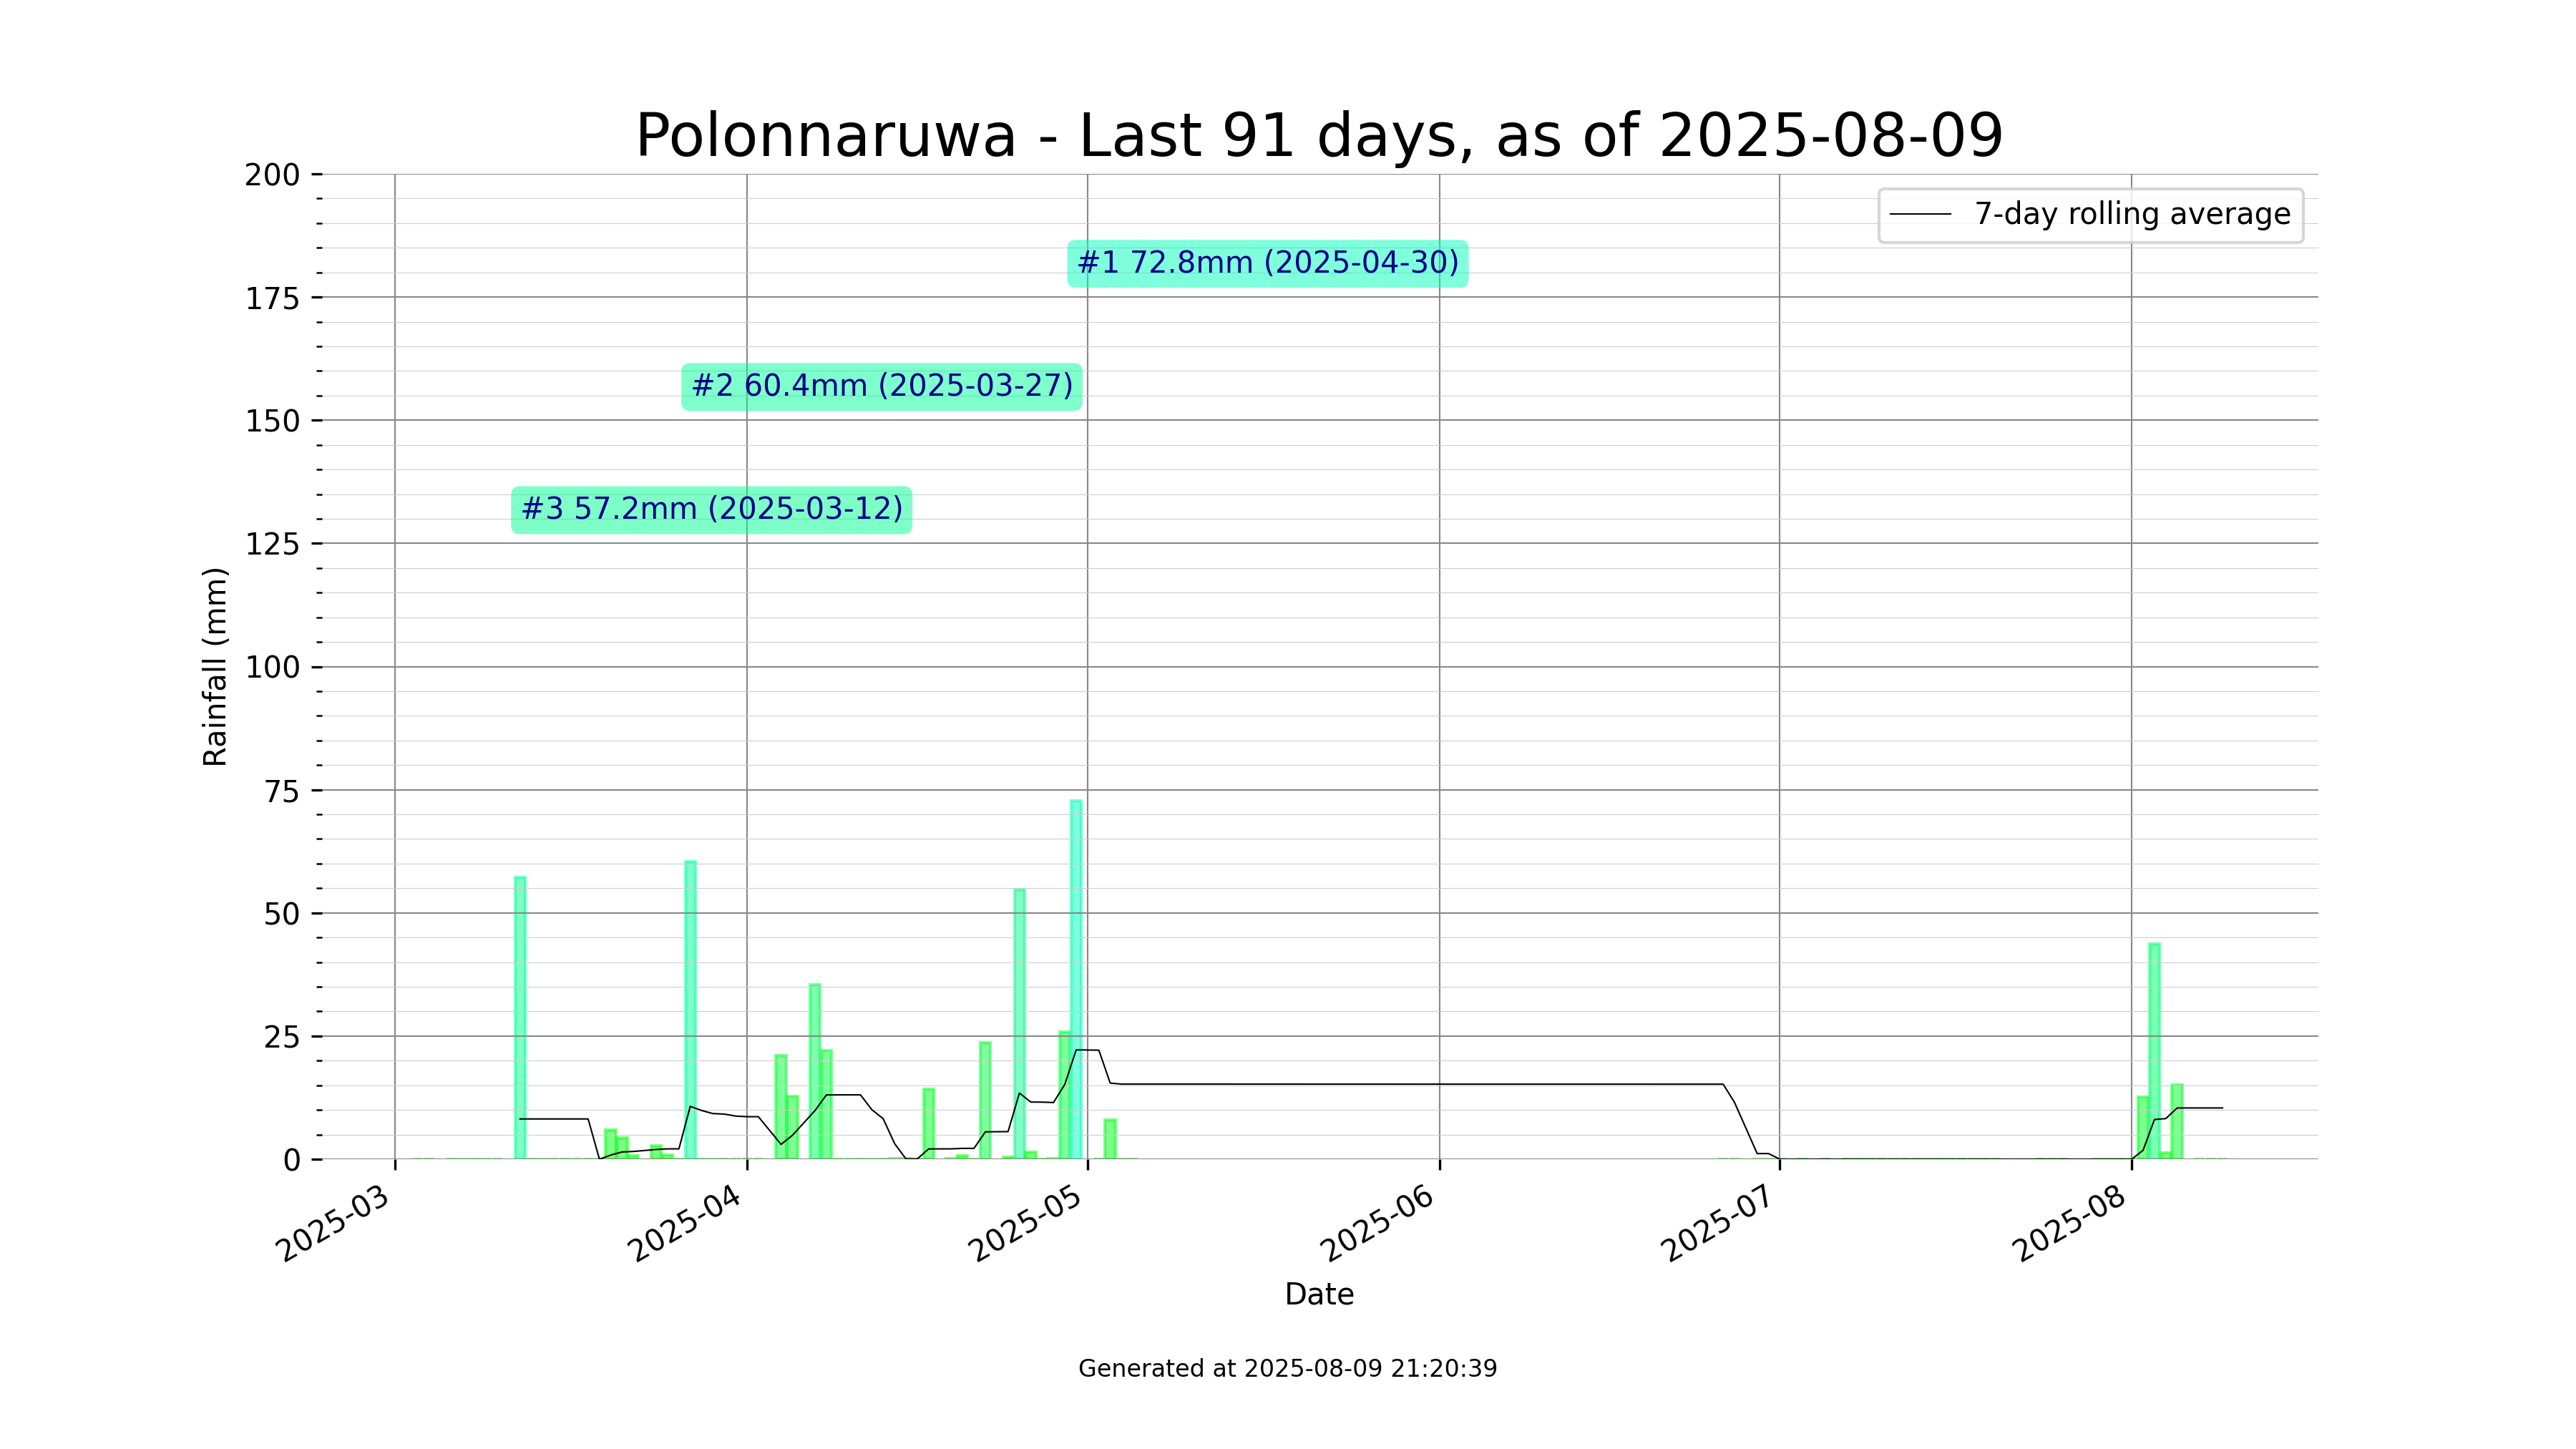 Polonnaruwa - Last 91 days, as of 2025-08-09
200
175
150
125
100
75
50
25
0
Rainfall (mm)
7-day rolling average
#1 72.8mm (2025-04-30)
#2 60.4mm (2025-03-27)
#3 57.2mm (2025-03-12)
2025-03
2025-04
2025-05
2025-06
2025-07
2025-08
Date
Generated at 2025-08-09 21:20:39